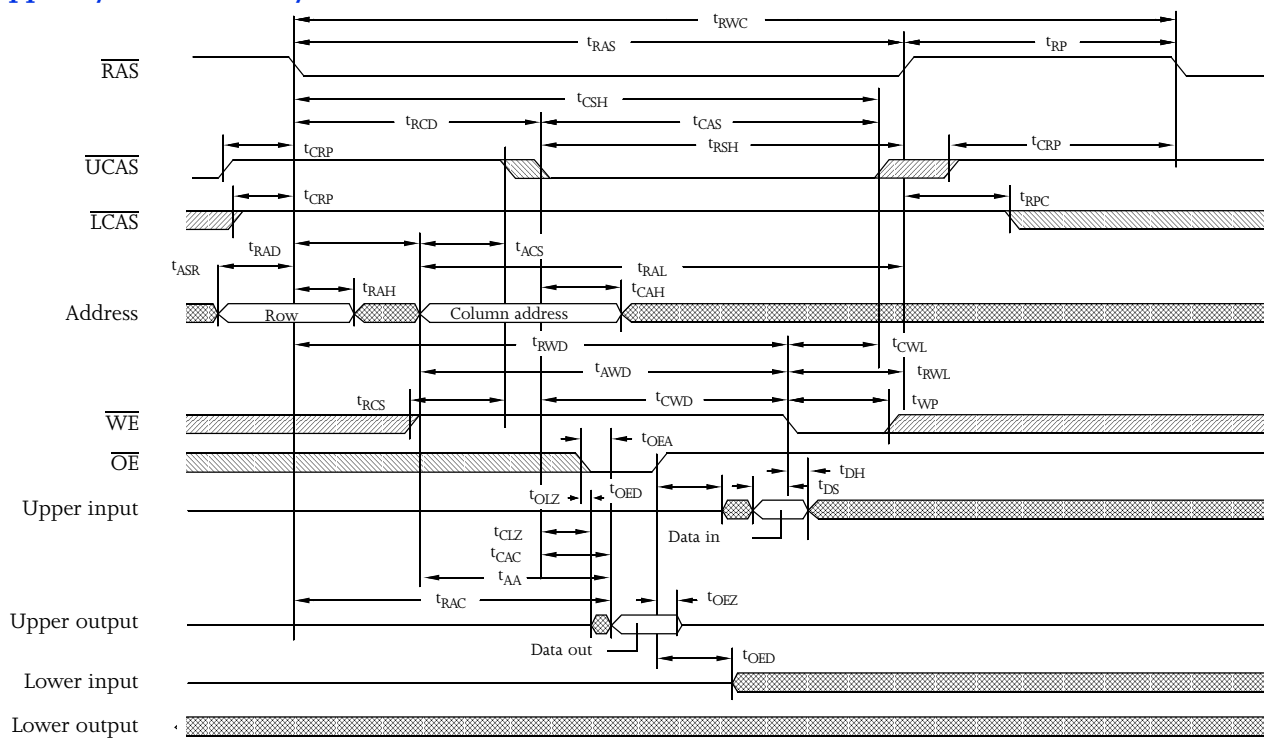 tRWC
tRAS tRP
RAS
tCSH
tRCD tCAS
tCRP tRSH tCRP
UCAS
tCRP tRPC
LCAS
tRAD tACS
tASR tRAL
tRAH tCAH
Address Row Column address
tRWD tCWL
tAWD tRWL
tRCS tCWD tWP
WE
tOEA
OE
tDH
tOLZ tOED tDS
Upper input
tCLZ Data in
tCAC
tAA
tRAC tOEZ
Upper output
Data out
tOED
Lower input
Lower output